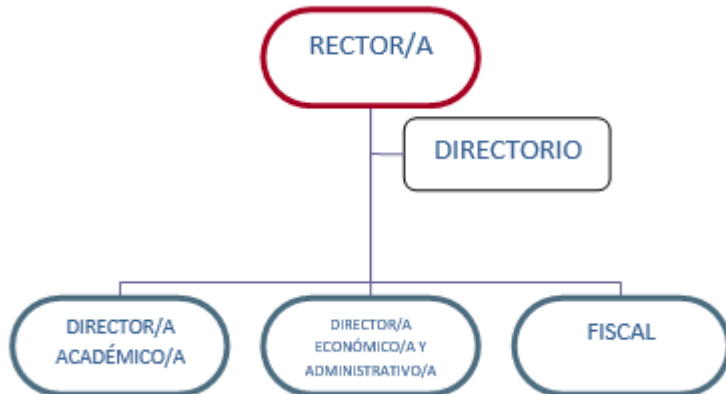 RECTOR/A
DIRECTORIO
DIRECTOR/A
ACADÉMICO/A
DIRECTOR/A
ECONÓMICO/A Y
ADMINISTRATIVO/A
FISCAL